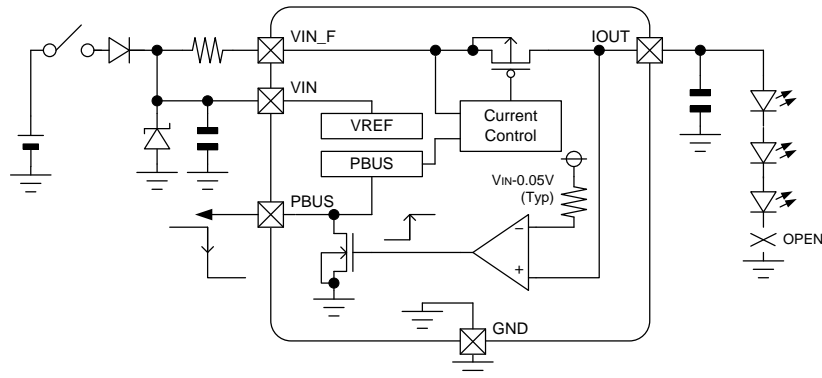 VIN_F
IOUT
VIN
VREF
Current
Control
PBUS
VIN-0.05V
(Typ)
PBUS
−
+
OPEN
GND